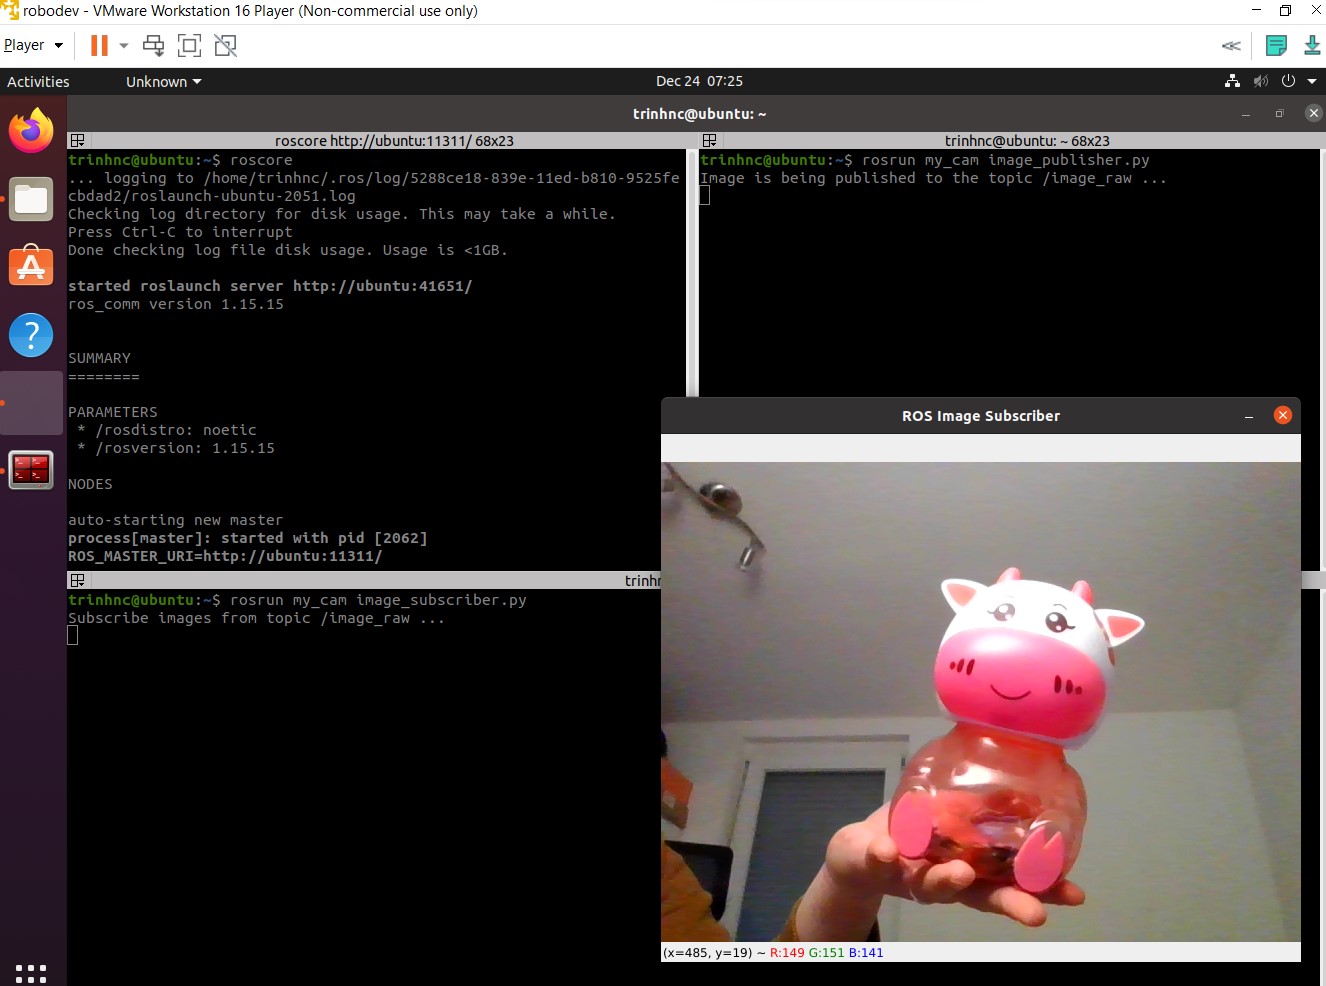 robodev - VMware Workstation 16 Player (Non-commercial use only)
Player
Activities
Unknown
Dec 24 07:25
trinhnc@ubuntu: ~
roscore http://ubuntu:11311/ 68x23
trinhnc@ubuntu:~$ roscore
... logging to /home/trinhnc/.ros/log/5288ce18-839e-11ed-b810-9525fe
cbdad2/roslaunch-ubuntu-2051.log
Checking log directory for disk usage. This may take a while.
Press Ctrl-C to interrupt
Done checking log file disk usage. Usage is <1GB.
started roslaunch server http://ubuntu:41651/
ros_comm version 1.15.15
SUMMARY
========
PARAMETERS
* /rosdistro: noetic
* /rosversion: 1.15.15
NODES
auto-starting new master
process[master]: started with pid [2062]
ROS_MASTER_URI=http://ubuntu:11311/
trinhnc@ubuntu: ~ 68x23
trinhnc@ubuntu:~$ rosrun my_cam image_publisher.py
Image is being published to the topic /image_raw ...
trinhn
trinhnc@ubuntu:~$ rosrun my_cam image_subscriber.py
Subscribe images from topic /image_raw ...
ROS Image Subscriber
(x=485, y=19) ~ R:149 G:151 B:141